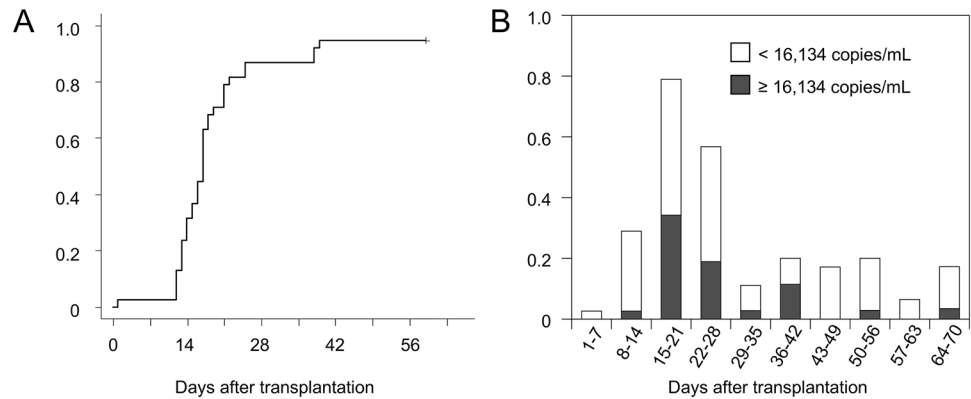 A
1.0
0.8
0.6
0.4
0.2
0
0 14 28 42 56
Days after transplantation
B
1.0
0.8
0.6
0.4
0.2
0
< 16,134 copies/mL
≥ 16,134 copies/mL
1-7 8-14 15-21 22-28 29-35 36-42 43-49 50-56 57-63 64-70
Days after transplantation